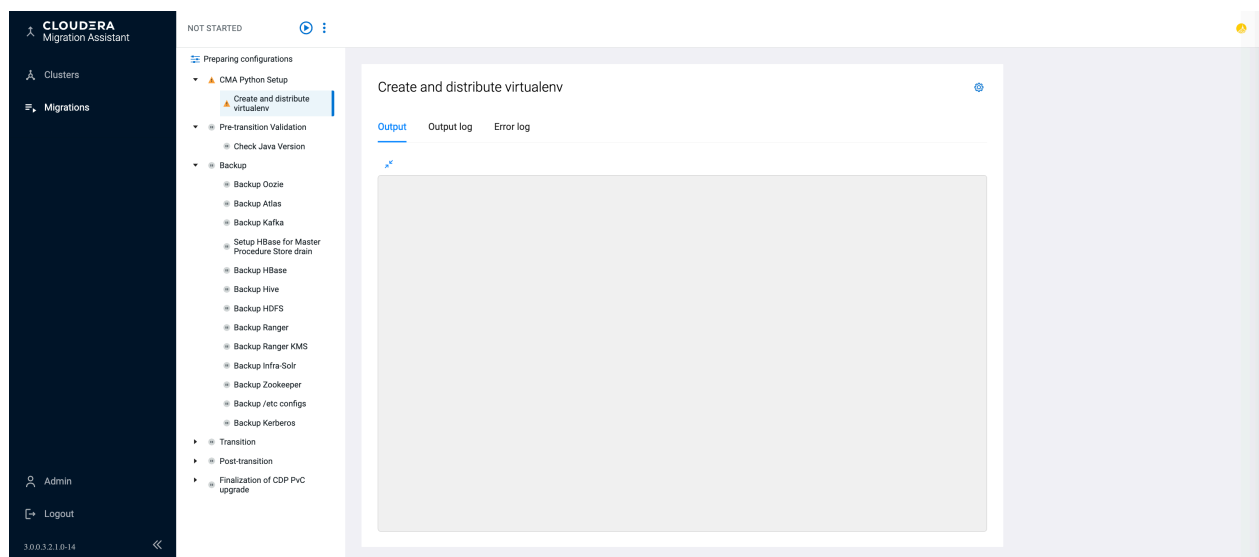 CLOUDERA
Migration Assistant
Clusters
Migrations
Admin
Logout
3.0.0.3.2.1.0-14
NOT STARTED
Preparing configurations
CMA Python Setup
Create and distribute
virtualenv
Pre-transition Validation
Check Java Version
Backup
Backup Oozie
Backup Atlas
Backup Kafka
Setup HBase for Master
Procedure Store drain
Backup HBase
Backup Hive
Backup HDFS
Backup Ranger
Backup Ranger KMS
Backup Infra-Solr
Backup Zookeeper
Backup /etc configs
Backup Kerberos
Transition
Post-transition
Finalization of CDP PvC
upgrade
Create and distribute virtualenv
Output Output log Error log